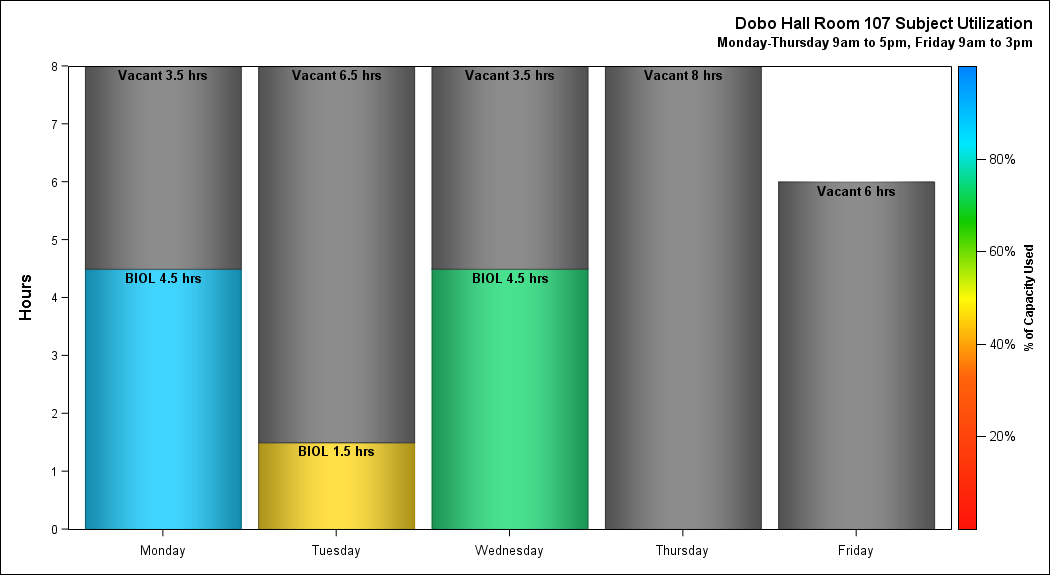 Dobo Hall Room 107 Subject Utilization
Monday-Thursday 9am to 5pm, Friday 9am to 3pm
8
7
6
5
4
3
2
1
0
Hours
Vacant 3.5 hrs
Vacant 6.5 hrs
Vacant 3.5 hrs
Vacant 8 hrs
Vacant 6 hrs
BIOL 4.5 hrs
BIOL 4.5 hrs
BIOL 1.5 hrs
Monday
Tuesday
Wednesday
Thursday
Friday
80%
60%
40%
20%
% of Capacity Used